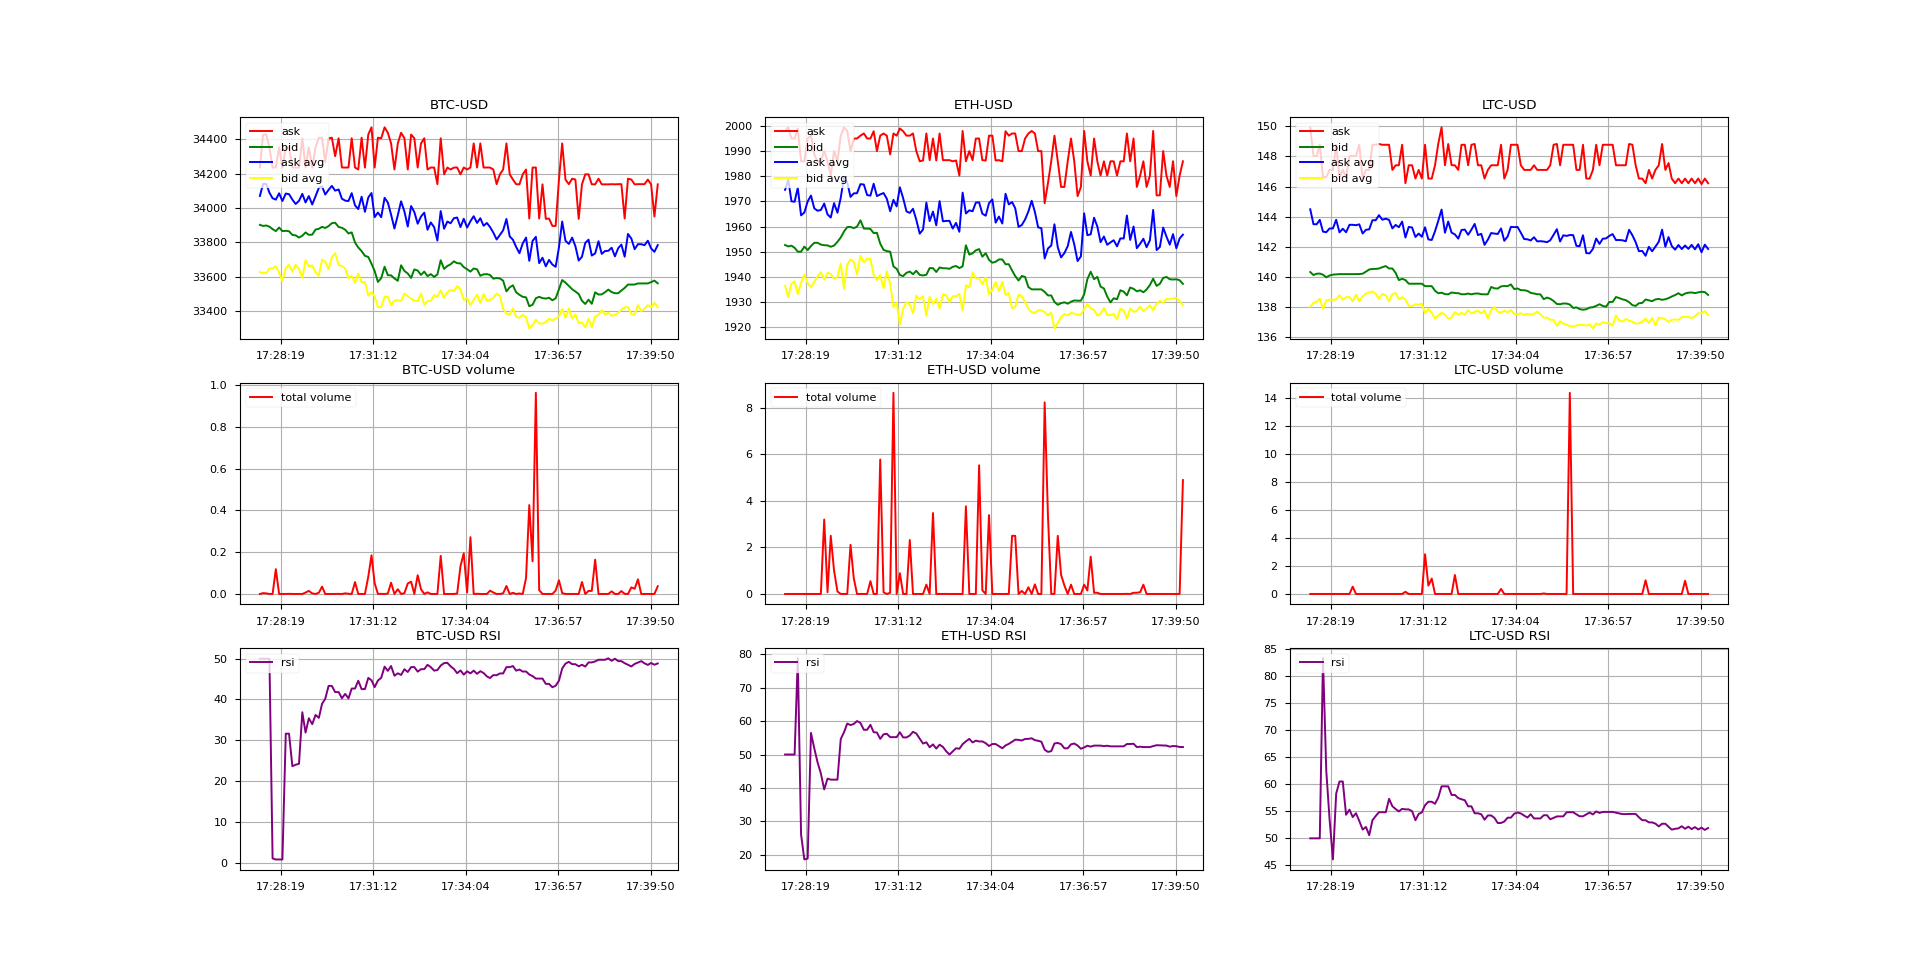 BTC-USD
ETH-USD
LTC-USD
ask
bid
ask avg
bid avg
34400
34200
34000
33800
33600
33400
17:28:19 17:31:12 17:34:04 17:36:57 17:39:50
ask
bid
ask avg
bid avg
2000
1990
1980
1970
1960
1950
1940
1930
1920
17:28:19 17:31:12 17:34:04 17:36:57 17:39:50
ask
bid
ask avg
bid avg
150
148
146
144
142
140
138
136
17:28:19 17:31:12 17:34:04 17:36:57 17:39:50
BTC-USD volume
ETH-USD volume
LTC-USD volume
total volume
1.0
0.8
0.6
0.4
0.2
0.0
17:28:19 17:31:12 17:34:04 17:36:57 17:39:50
total volume
8
6
4
2
0
17:28:19 17:31:12 17:34:04 17:36:57 17:39:50
total volume
14
12
10
8
6
4
2
0
17:28:19 17:31:12 17:34:04 17:36:57 17:39:50
BTC-USD RSI
ETH-USD RSI
LTC-USD RSI
rsi
50
40
30
20
10
0
17:28:19 17:31:12 17:34:04 17:36:57 17:39:50
rsi
80
70
60
50
40
30
20
17:28:19 17:31:12 17:34:04 17:36:57 17:39:50
rsi
85
80
75
70
65
60
55
50
45
17:28:19 17:31:12 17:34:04 17:36:57 17:39:50